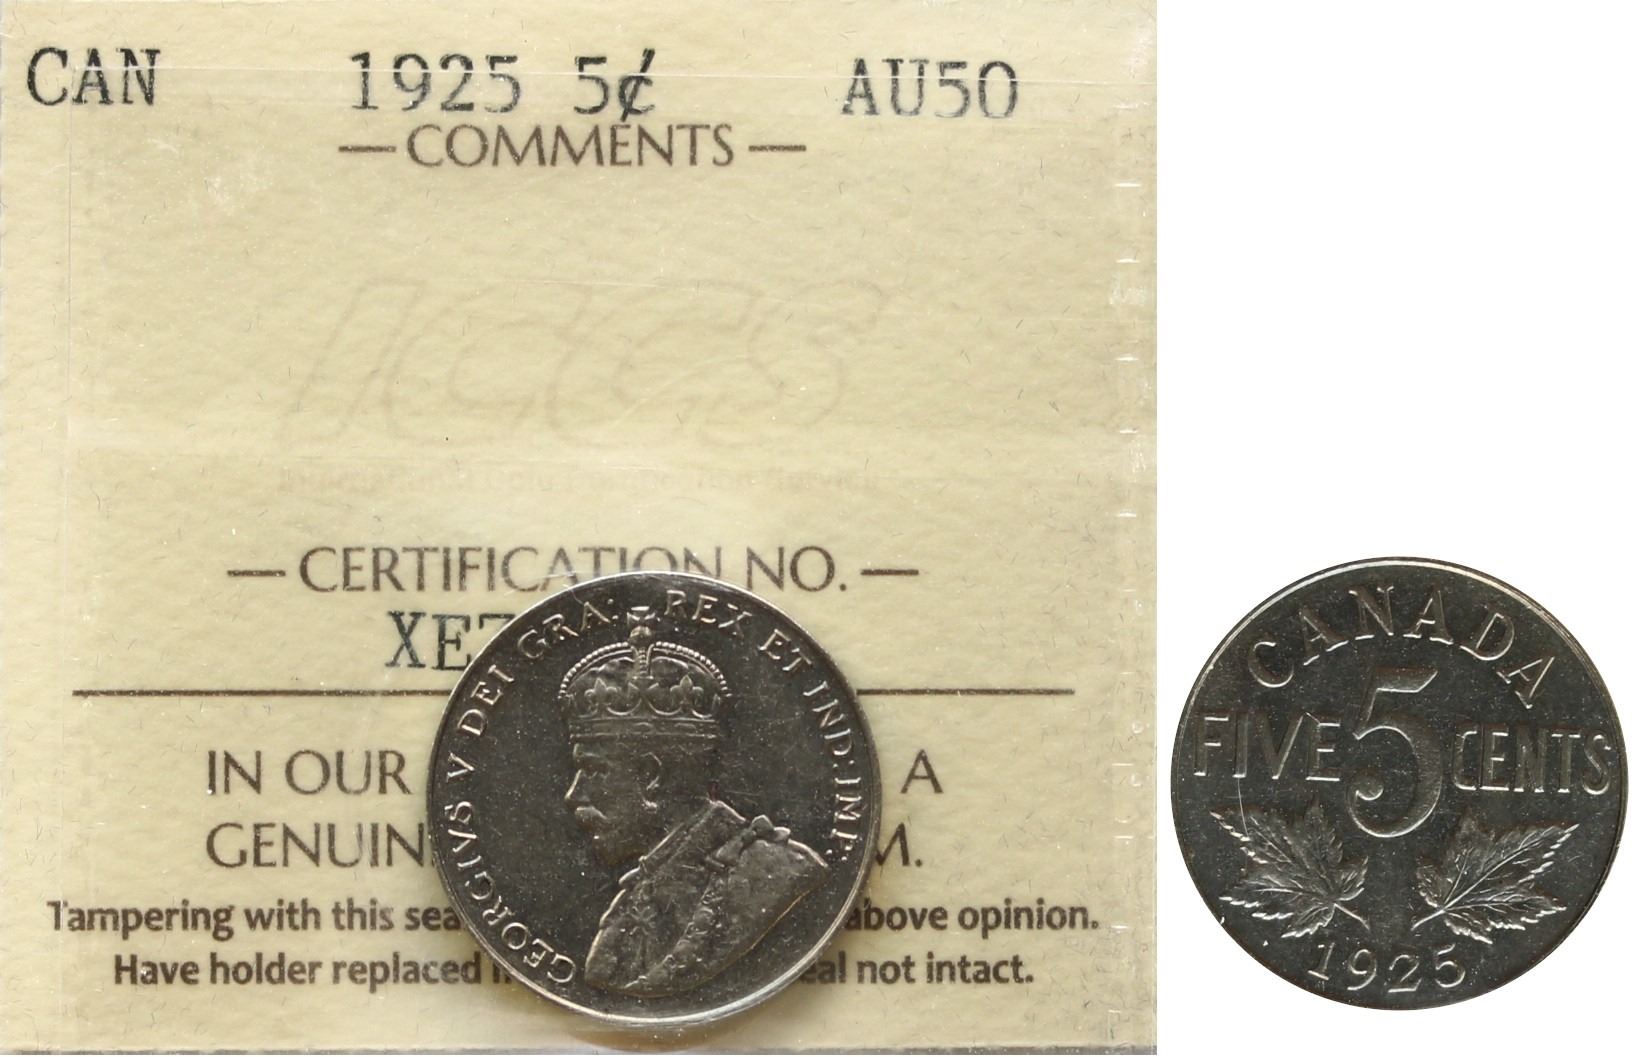 CAN 1925 5¢ AU50
— COMMENTS —
ICCS
— CERTIFICATION NO. —
XE
IN OUR A
GENUIN M.
Tampering with this sea above opinion.
Have holder replaced eal not intact.
GEORGIVS V DEI GRA: REX ET IND: IMP:
CANADA
FIVE 5 CENTS
1925